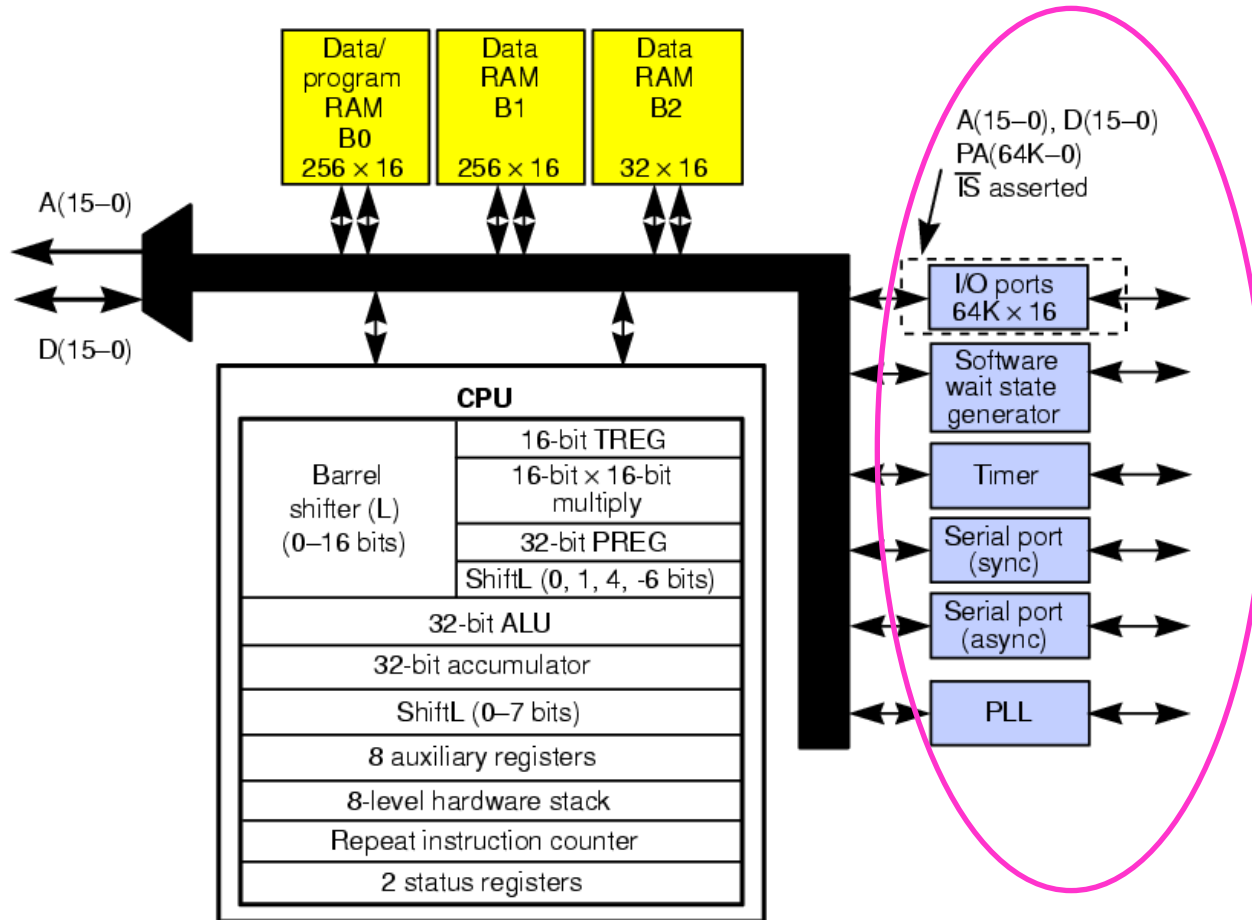 Data/
program
RAM
B0
256 × 16
Data
RAM
B1
256 × 16
Data
RAM
B2
32 × 16
A(15–0), D(15–0)
PA(64K–0)
I̅S̅ asserted
A(15–0)
D(15–0)
I/O ports
64K × 16
Software
wait state
generator
Timer
Serial port
(sync)
Serial port
(async)
PLL
CPU
Barrel
shifter (L)
(0–16 bits)
16-bit TREG
16-bit × 16-bit
multiply
32-bit PREG
ShiftL (0, 1, 4, -6 bits)
32-bit ALU
32-bit accumulator
ShiftL (0–7 bits)
8 auxiliary registers
8-level hardware stack
Repeat instruction counter
2 status registers